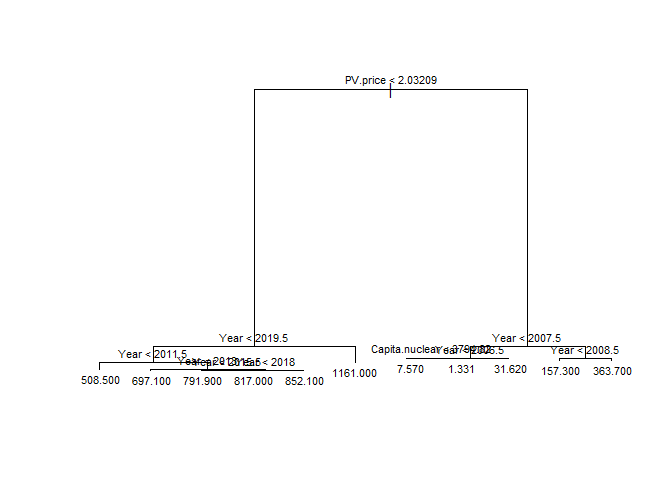 PV.price < 2.03209
Year < 2019.5
Year < 2007.5
Capita.nuclear
Year < 2011.5
Year < 2008.5
Year < 2018
508.500
697.100
791.900
817.000
852.100
1161.000
7.570
1.331
31.620
157.300
363.700